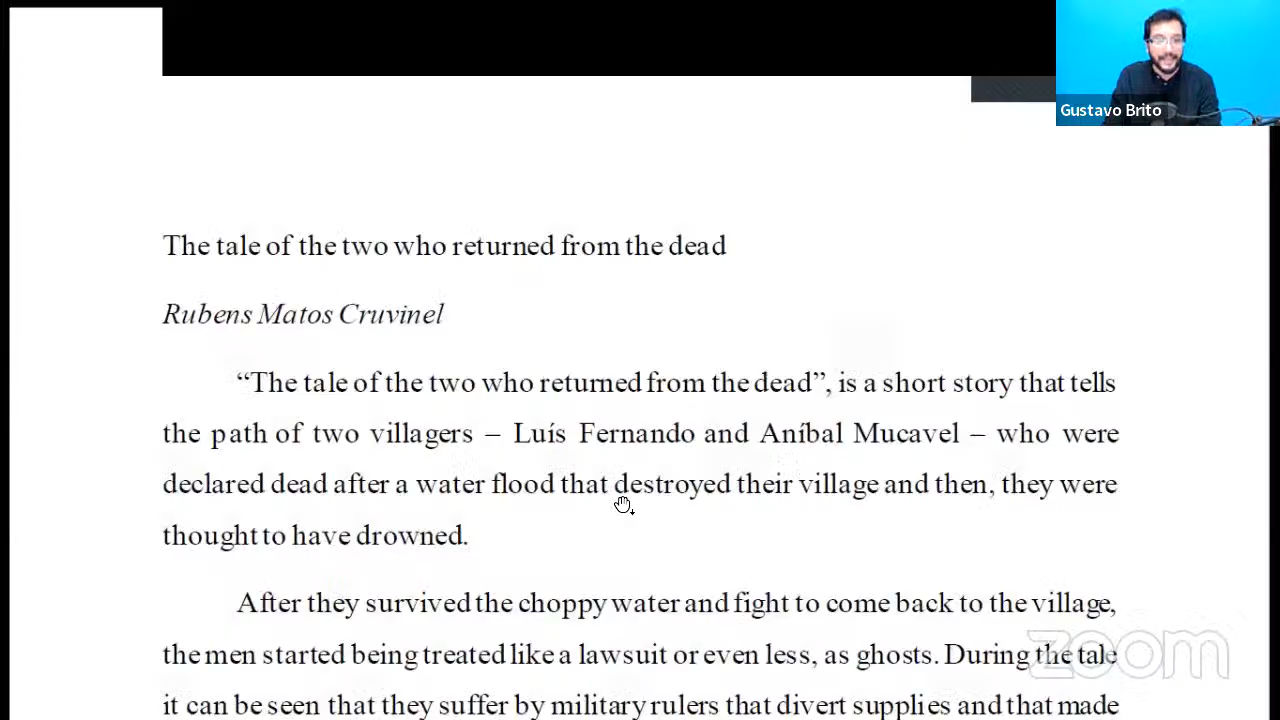 Gustavo Brito
The tale of the two who returned from the dead
Rubens Matos Cruvinel
“The tale of the two who returned from the dead”, is a short story that tells
the path of two villagers – Luís Fernando and Aníbal Mucavel – who were
declared dead after a water flood that destroyed their village and then, they were
thought to have drowned.
After they survived the choppy water and fight to come back to the village,
the men started being treated like a lawsuit or even less, as ghosts. During the tale
it can be seen that they suffer by military rulers that divert supplies and that made
zoom